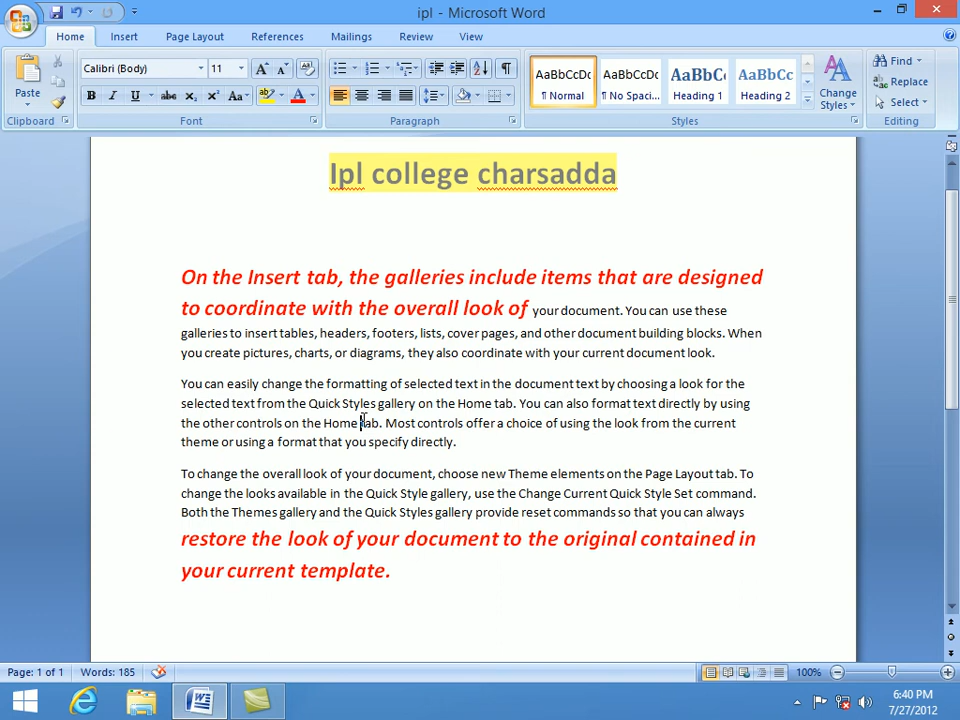 ipl - Microsoft Word
Home Insert Page Layout References Mailings Review View
Calibri (Body) 11
AaBbCcDc AaBbCcDc AaBbC AaBbCc
Paste
¶ Normal ¶ No Spaci... Heading 1 Heading 2
Change Styles
Find
Replace
Select
Clipboard Font Paragraph Styles Editing
Ipl college charsadda
On the Insert tab, the galleries include items that are designed
to coordinate with the overall look of your document. You can use these
galleries to insert tables, headers, footers, lists, cover pages, and other document building blocks. When
you create pictures, charts, or diagrams, they also coordinate with your current document look.
You can easily change the formatting of selected text in the document text by choosing a look for the
selected text from the Quick Styles gallery on the Home tab. You can also format text directly by using
the other controls on the Home tab. Most controls offer a choice of using the look from the current
theme or using a format that you specify directly.
To change the overall look of your document, choose new Theme elements on the Page Layout tab. To
change the looks available in the Quick Style gallery, use the Change Current Quick Style Set command.
Both the Themes gallery and the Quick Styles gallery provide reset commands so that you can always
restore the look of your document to the original contained in
your current template.
Page: 1 of 1 Words: 185 100%
6:40 PM
7/27/2012